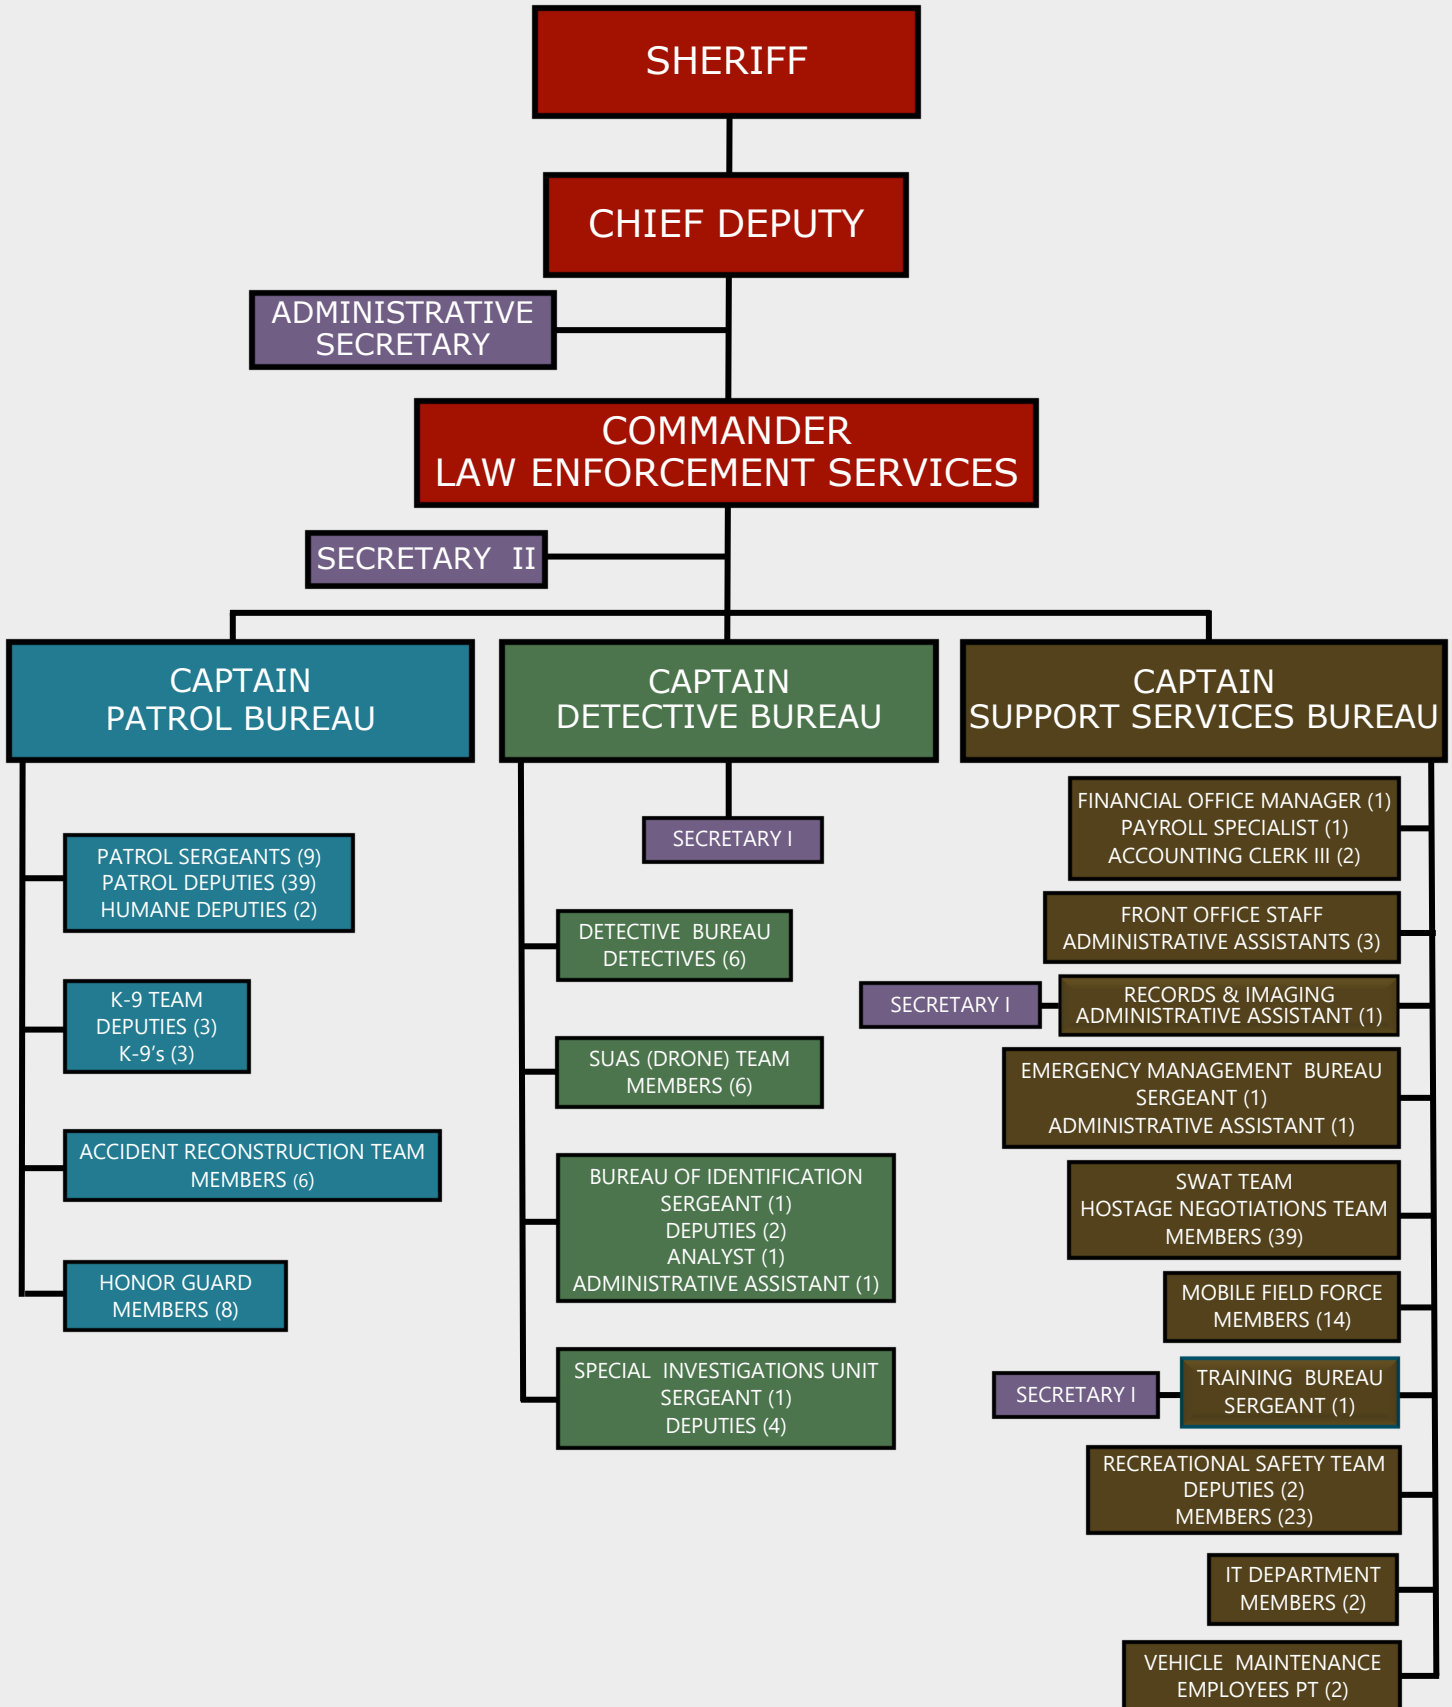 SHERIFF
CHIEF DEPUTY
ADMINISTRATIVE
SECRETARY
COMMANDER
LAW ENFORCEMENT SERVICES
SECRETARY II
CAPTAIN
PATROL BUREAU
PATROL SERGEANTS (9)
PATROL DEPUTIES (39)
HUMANE DEPUTIES (2)
K-9 TEAM
DEPUTIES (3)
K-9's (3)
ACCIDENT RECONSTRUCTION TEAM
MEMBERS (6)
HONOR GUARD
MEMBERS (8)
CAPTAIN
DETECTIVE BUREAU
SECRETARY I
DETECTIVE BUREAU
DETECTIVES (6)
SUAS (DRONE) TEAM
MEMBERS (6)
BUREAU OF IDENTIFICATION
SERGEANT (1)
DEPUTIES (2)
ANALYST (1)
ADMINISTRATIVE ASSISTANT (1)
SPECIAL INVESTIGATIONS UNIT
SERGEANT (1)
DEPUTIES (4)
CAPTAIN
SUPPORT SERVICES BUREAU
FINANCIAL OFFICE MANAGER (1)
PAYROLL SPECIALIST (1)
ACCOUNTING CLERK III (2)
FRONT OFFICE STAFF
ADMINISTRATIVE ASSISTANTS (3)
SECRETARY I
RECORDS & IMAGING
ADMINISTRATIVE ASSISTANT (1)
EMERGENCY MANAGEMENT BUREAU
SERGEANT (1)
ADMINISTRATIVE ASSISTANT (1)
SWAT TEAM
HOSTAGE NEGOTIATIONS TEAM
MEMBERS (39)
MOBILE FIELD FORCE
MEMBERS (14)
SECRETARY I
TRAINING BUREAU
SERGEANT (1)
RECREATIONAL SAFETY TEAM
DEPUTIES (2)
MEMBERS (23)
IT DEPARTMENT
MEMBERS (2)
VEHICLE MAINTENANCE
EMPLOYEES PT (2)